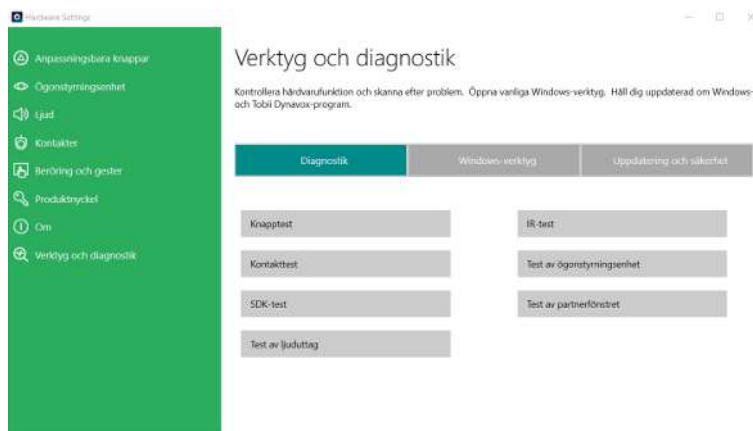 Hardware Settings
Anpassningsbara knappar
Ögonstyrningsenhet
Ljud
Kontakter
Beröring och gester
Produktnyckel
Om
Verktyg och diagnostik
Verktyg och diagnostik
Kontrollera hårdvarufunktion och skanna efter problem. Öppna vanliga Windows-verktyg. Håll dig uppdaterad om Windows-
och Tobii Dynavox-program.
Diagnostik
Windows-verktyg
Uppdatering och säkerhet
Knapptest
IR-test
Kontakttest
Test av ögonstyrningsenhet
SDK-test
Test av partnerfönstret
Test av ljuduttag